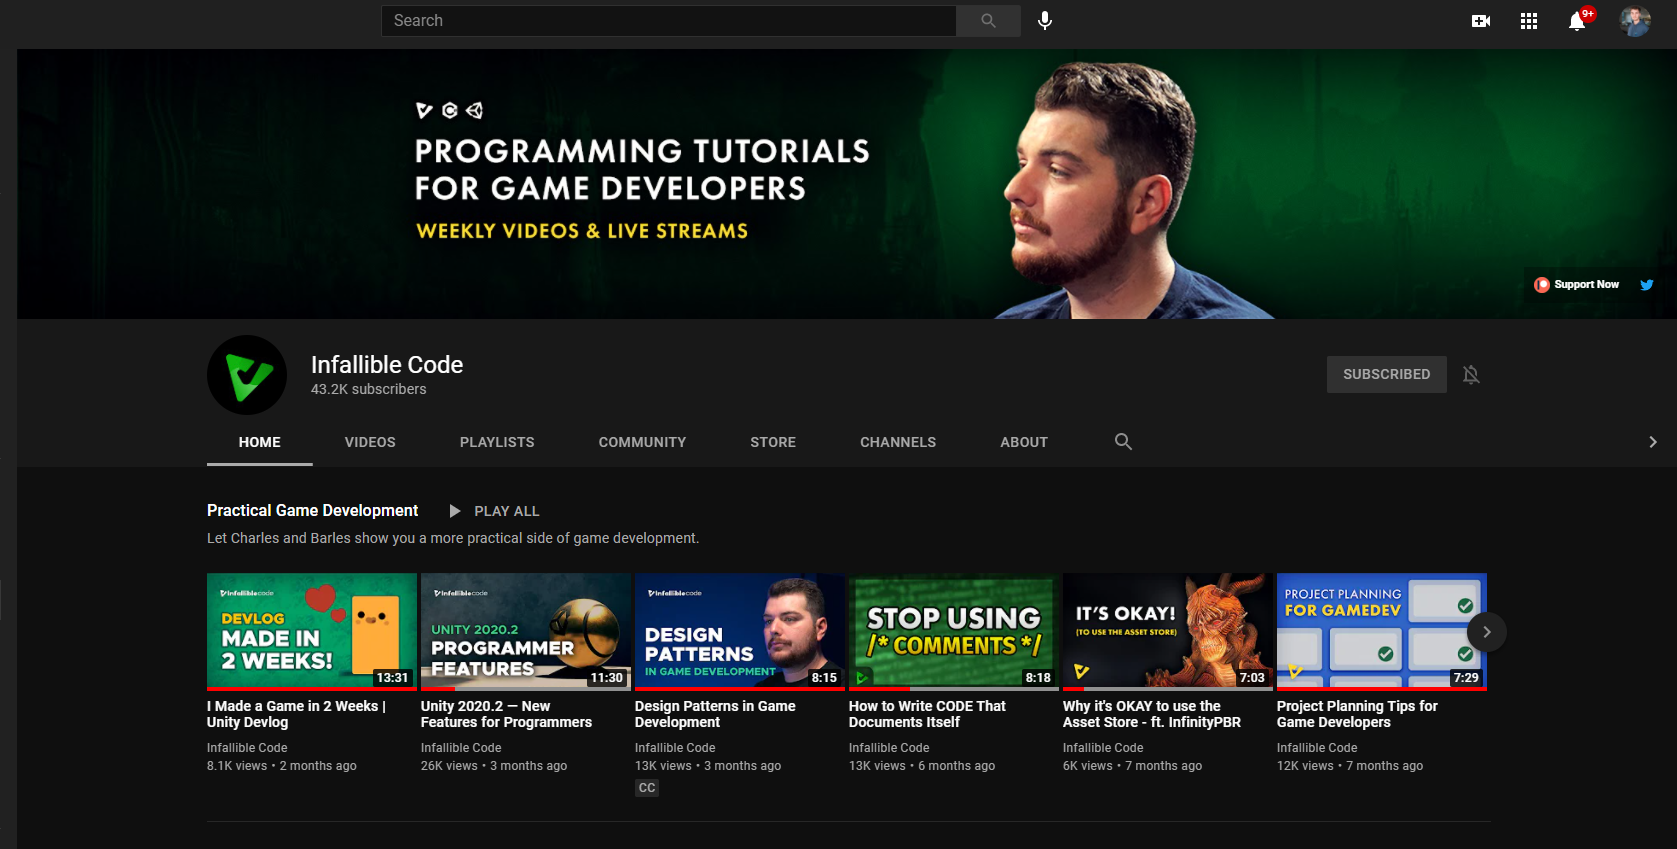 Search
9+
PROGRAMMING TUTORIALS
FOR GAME DEVELOPERS
WEEKLY VIDEOS & LIVE STREAMS
Support Now
Infallible Code
43.2K subscribers
SUBSCRIBED
HOME VIDEOS PLAYLISTS COMMUNITY STORE CHANNELS ABOUT
Practical Game Development PLAY ALL
Let Charles and Barles show you a more practical side of game development.
infalliblecode
DEVLOG
MADE IN
2 WEEKS!
13:31
I Made a Game in 2 Weeks |
Unity Devlog
Infallible Code
8.1K views • 2 months ago
infalliblecode
UNITY 2020.2
PROGRAMMER
FEATURES
11:30
Unity 2020.2 — New
Features for Programmers
Infallible Code
26K views • 3 months ago
infalliblecode
DESIGN
PATTERNS
IN GAME DEVELOPMENT
8:15
Design Patterns in Game
Development
Infallible Code
13K views • 3 months ago
CC
STOP USING
/* COMMENTS */
8:18
How to Write CODE That
Documents Itself
Infallible Code
13K views • 6 months ago
IT'S OKAY!
(TO USE THE ASSET STORE)
7:03
Why it's OKAY to use the
Asset Store - ft. InfinityPBR
Infallible Code
6K views • 7 months ago
PROJECT PLANNING
FOR GAMEDEV
7:29
Project Planning Tips for
Game Developers
Infallible Code
12K views • 7 months ago